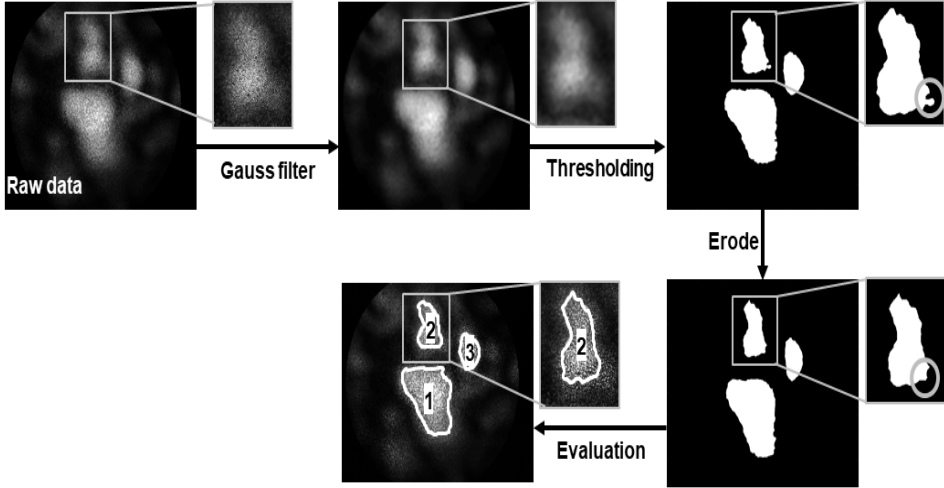 Raw data
Gauss filter
Thresholding
Erode
2
3
1
2
Evaluation